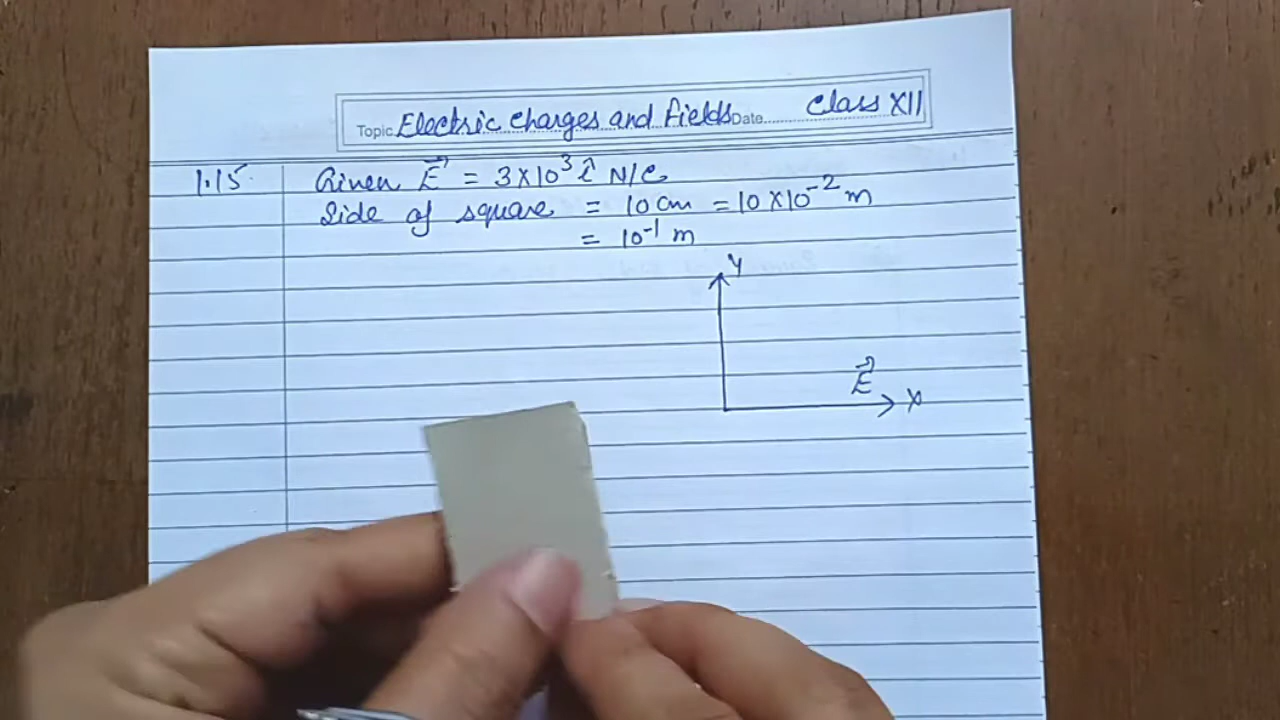 Topic Electric Charges and Fields Date Class XII
1.15. Given E⃗ = 3×10³ î N/C
Side of square = 10 cm = 10×10⁻² m
= 10⁻¹ m
Y
E⃗
X